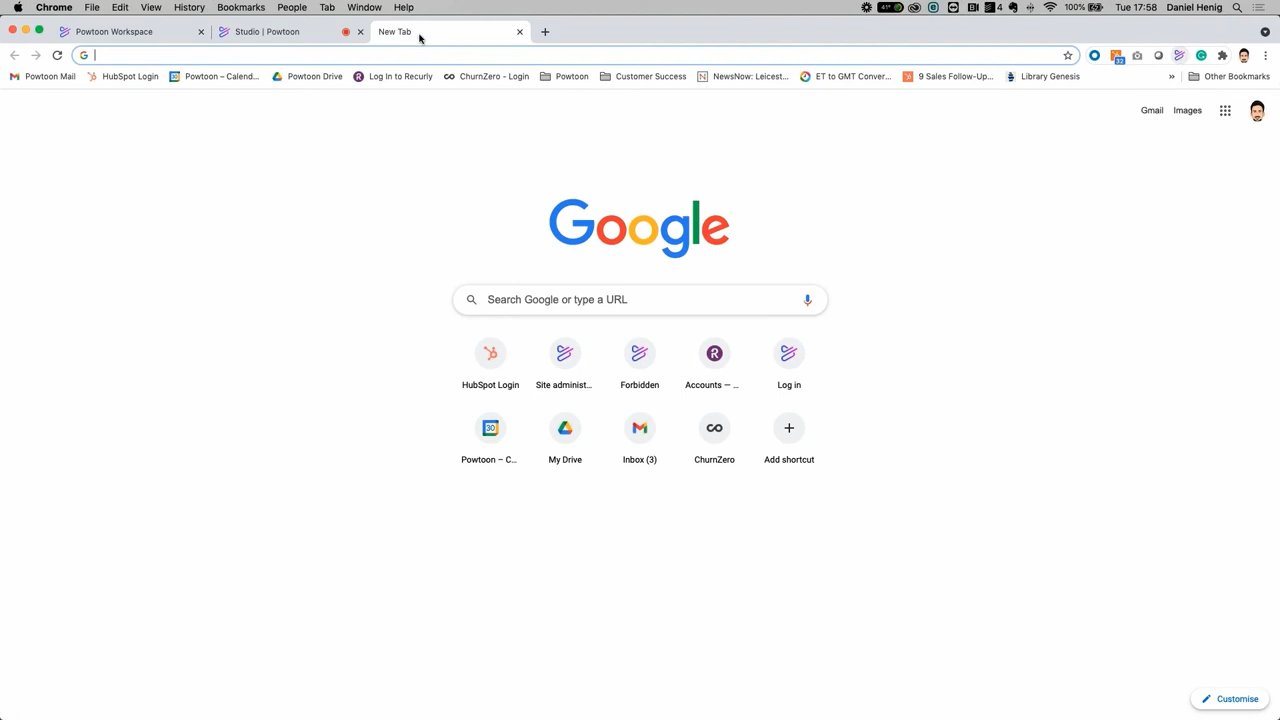 Chrome File Edit View History Bookmarks People Tab Window Help 41° 4 100% Tue 17:58 Daniel Henig
Powtoon Workspace Studio | Powtoon New Tab
G 32
Powtoon Mail HubSpot Login Powtoon – Calend... Powtoon Drive Log In to Recurly ChurnZero - Login Powtoon Customer Success NewsNow: Leicest... ET to GMT Conver... 9 Sales Follow-Up... Library Genesis » Other Bookmarks
Gmail Images
Google
Search Google or type a URL
HubSpot Login Site administ... Forbidden Accounts — ... Log in
Powtoon – C... My Drive Inbox (3) ChurnZero Add shortcut
Customise